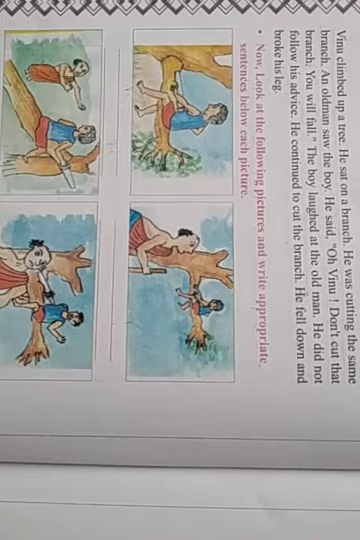 Vinu climbed up a tree. He sat on a branch. He was cutting the same
branch. An oldman saw the boy. He said, "Oh Vinu ! Don't cut that
branch. You will fall." The boy laughed at the old man. He did not
follow his advice. He continued to cut the branch. He fell down and
broke his leg.
• Now, Look at the following pictures and write appropriate
sentences below each picture.